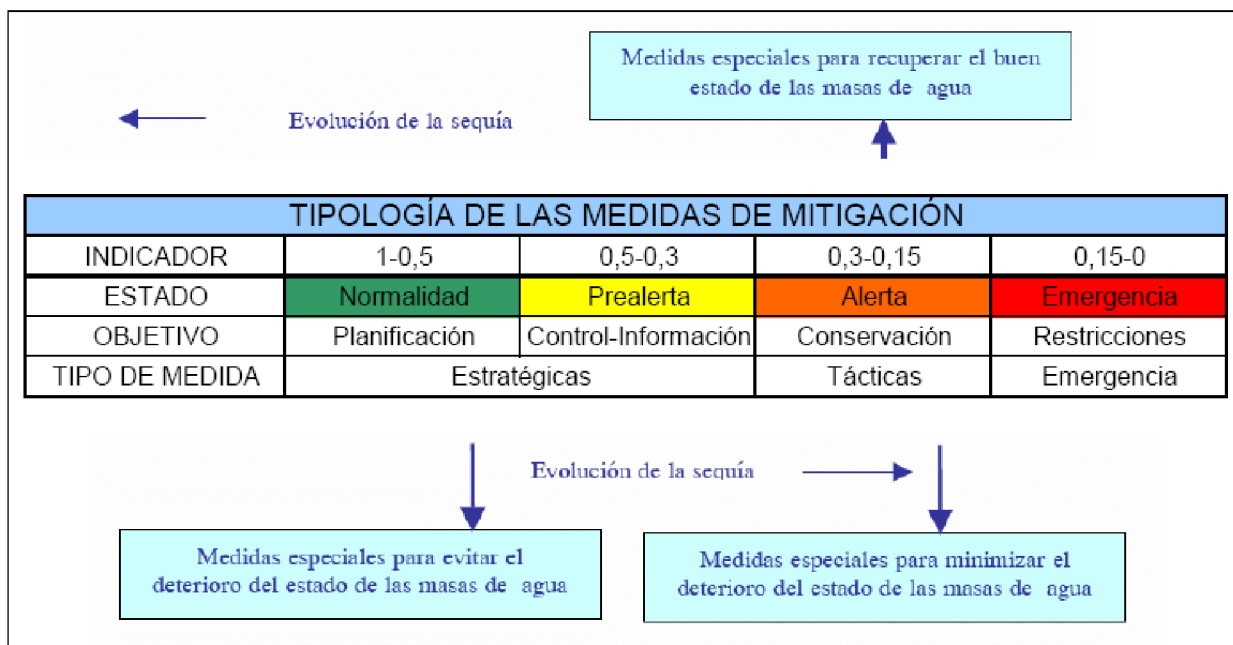 Medidas especiales para recuperar el buen
estado de las masas de agua
Evolución de la sequía
TIPOLOGÍA DE LAS MEDIDAS DE MITIGACIÓN
INDICADOR 1-0,5 0,5-0,3 0,3-0,15 0,15-0
ESTADO Normalidad Prealerta Alerta Emergencia
OBJETIVO Planificación Control-Información Conservación Restricciones
TIPO DE MEDIDA Estratégicas Tácticas Emergencia
Evolución de la sequía
Medidas especiales para evitar el
deterioro del estado de las masas de agua
Medidas especiales para minimizar el
deterioro del estado de las masas de agua